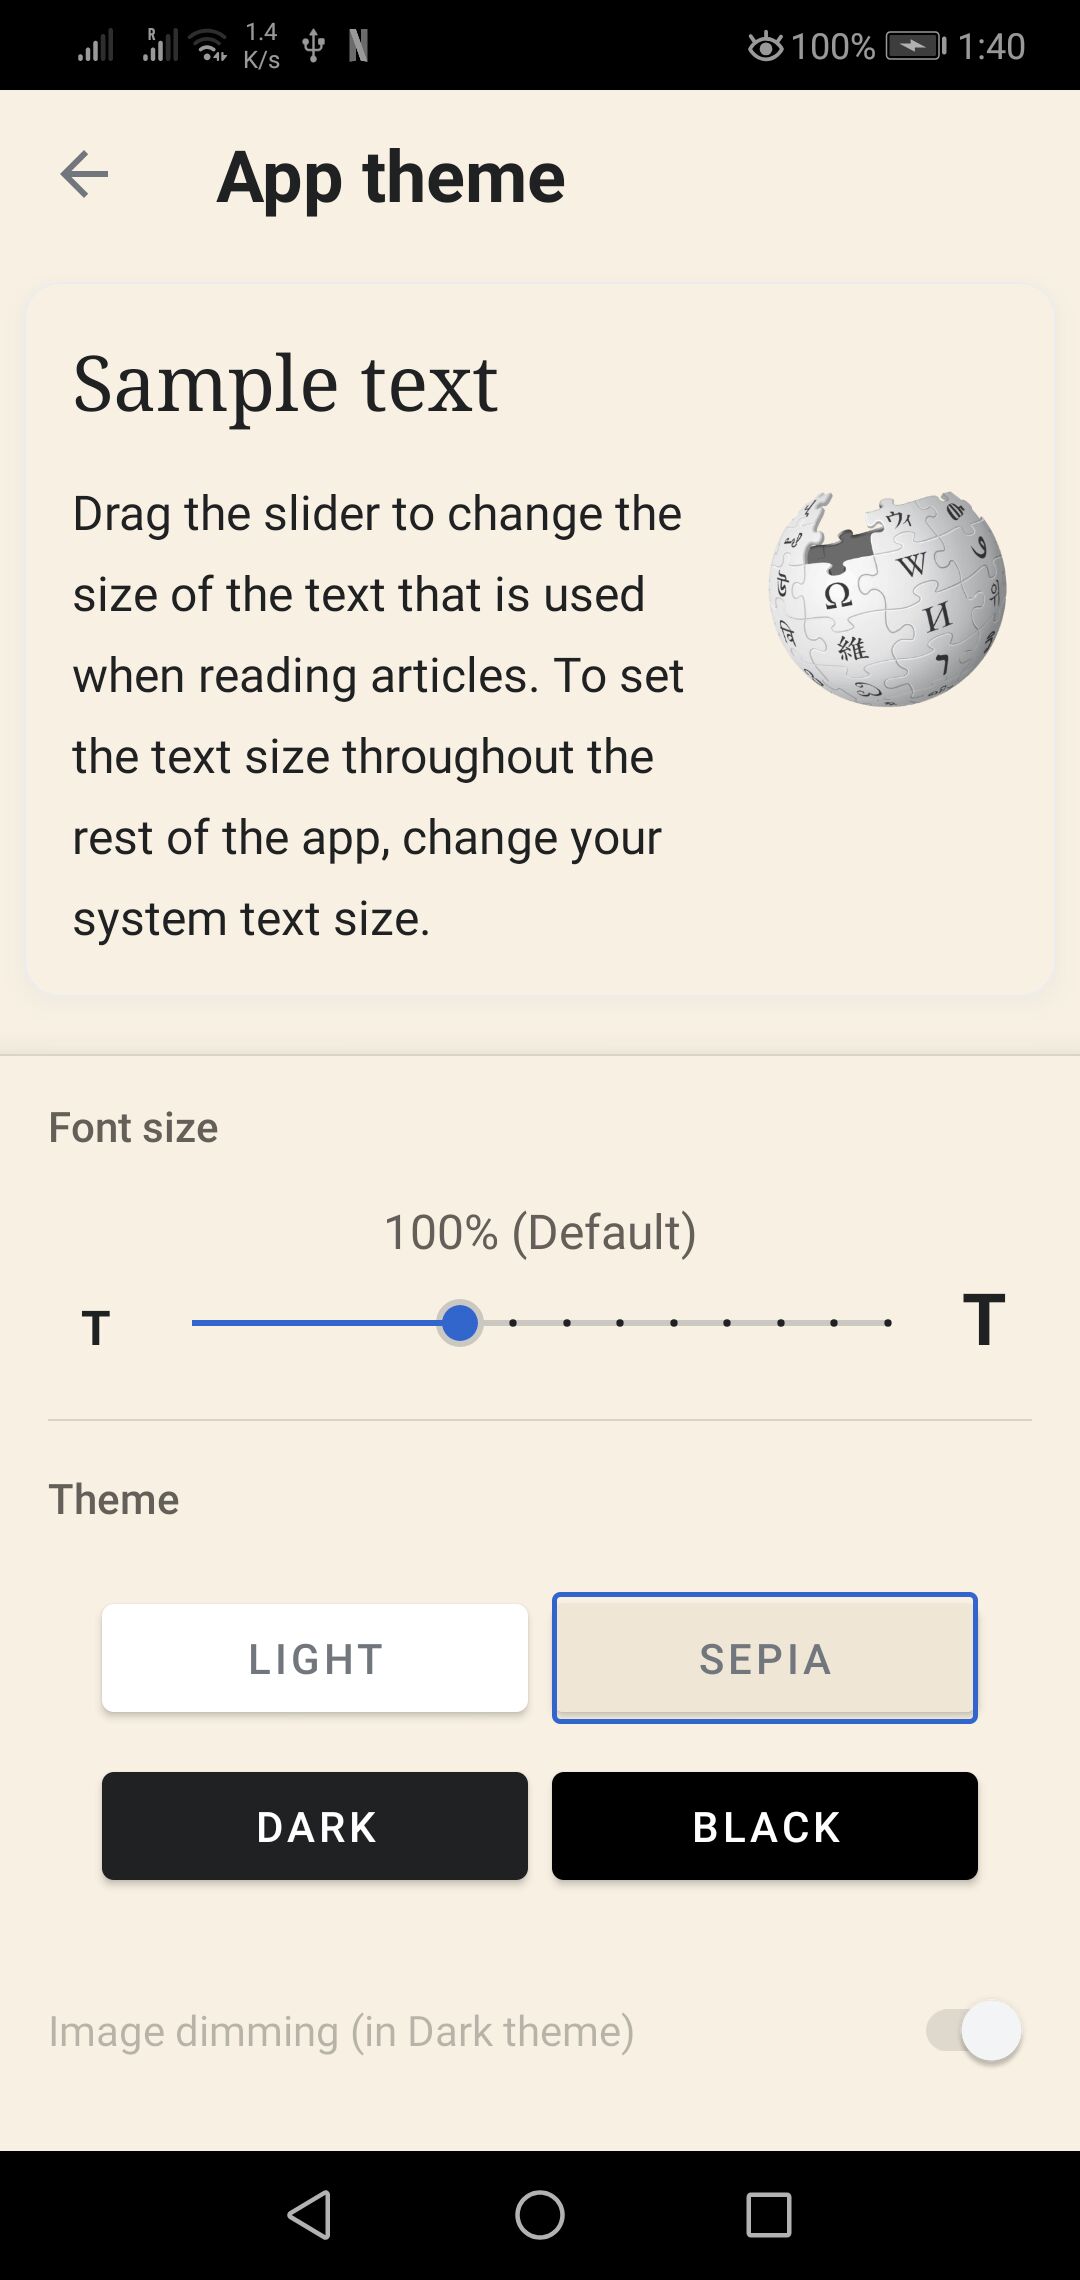 R
1.4
K/s
100%
1:40
App theme
Sample text
Drag the slider to change the
size of the text that is used
when reading articles. To set
the text size throughout the
rest of the app, change your
system text size.
Ω W И
維
Font size
100% (Default)
T T
Theme
LIGHT SEPIA
DARK BLACK
Image dimming (in Dark theme)